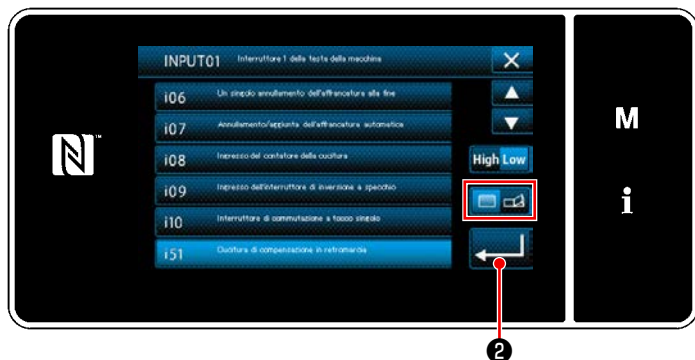 INPUT01 Interruttore 1 della testa della macchina
i06 Un singolo annullamento dell'affrancatura alla fine
i07 Annullamento/aggiunta dell'affrancatura automatica
i08 Ingresso del contatore della cucitura
i09 Ingresso dell'interruttore di inversione a specchio
i10 Interruttore di commutazione a tocco singolo
i51 Cucitura di compensazione in retromarcia
High Low
M
i
❷